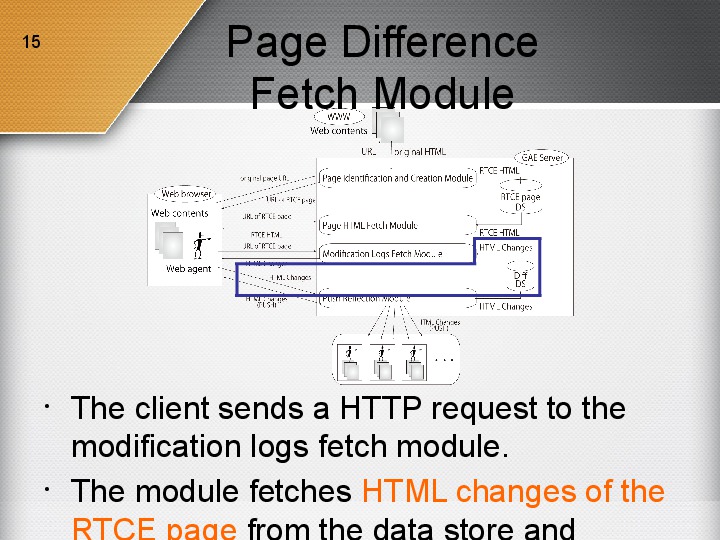 15
Page Difference
Fetch Module
WWW
Web contents
URL
original HTML
GAE Server
original page URL
Page Identification and Creation Module
RTCE HTML
Web browser
URL of RTCE page
RTCE page
DS
Web contents
URL of RTCE page
Page HTML Fetch Module
RTCE HTML
RTCE HTML
URL of RTCE page
HTML Changes
Modification Logs Fetch Module
Web agent
HTML Changes
HTML Changes
Diff
DS
HTML Changes
(PUSH)
Push Reflection Module
HTML Changes
HTML Changes
(PUSH)
. . .
· The client sends a HTTP request to the
modification logs fetch module.
· The module fetches HTML changes of the
RTCE page from the data store and